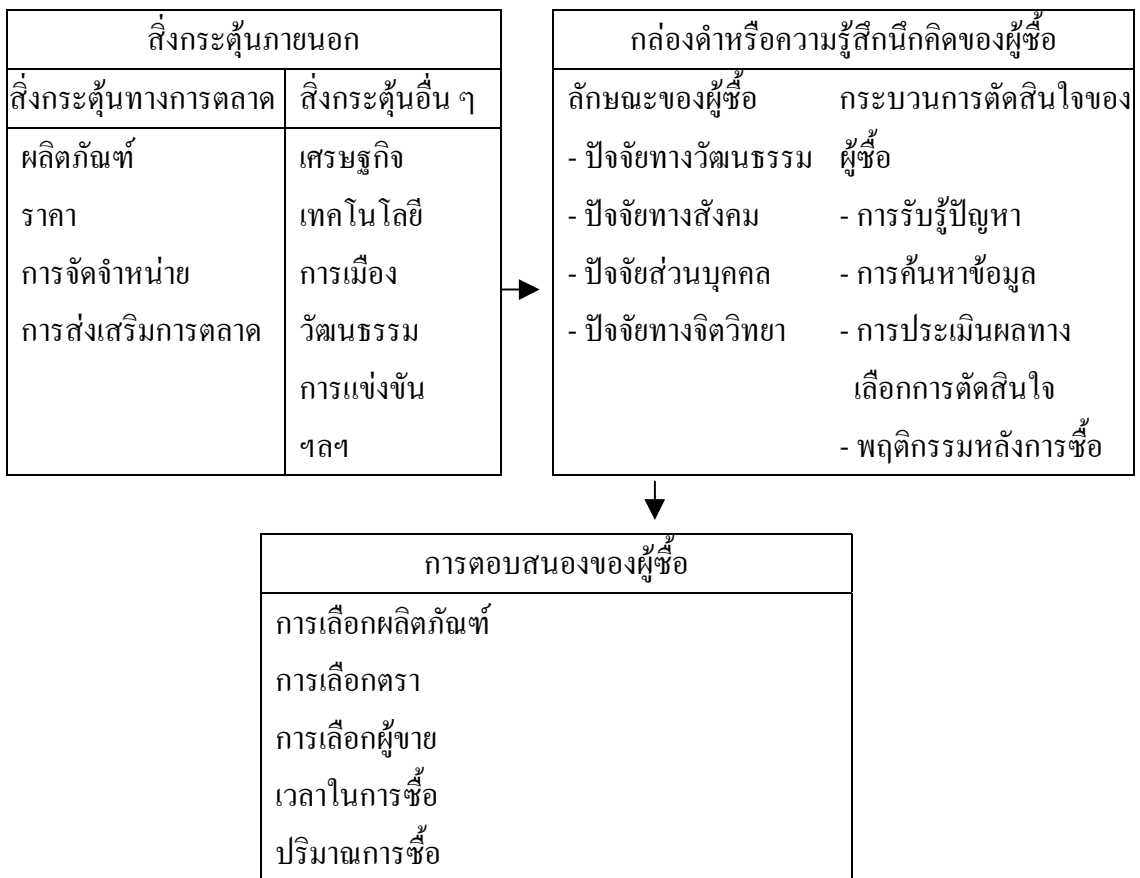 สิ่งกระตุ้นภายนอก
สิ่งกระตุ้นทางการตลาด
ผลิตภัณฑ์
ราคา
การจัดจำหน่าย
การส่งเสริมการตลาด
สิ่งกระตุ้นอื่น ๆ
เศรษฐกิจ
เทคโนโลยี
การเมือง
วัฒนธรรม
การแข่งขัน
ฯลฯ
กล่องดำหรือความรู้สึกนึกคิดของผู้ซื้อ
ลักษณะของผู้ซื้อ
- ปัจจัยทางวัฒนธรรม
- ปัจจัยทางสังคม
- ปัจจัยส่วนบุคคล
- ปัจจัยทางจิตวิทยา
กระบวนการตัดสินใจของ
ผู้ซื้อ
- การรับรู้ปัญหา
- การค้นหาข้อมูล
- การประเมินผลทาง
เลือกการตัดสินใจ
- พฤติกรรมหลังการซื้อ
การตอบสนองของผู้ซื้อ
การเลือกผลิตภัณฑ์
การเลือกตรา
การเลือกผู้ขาย
เวลาในการซื้อ
ปริมาณการซื้อ